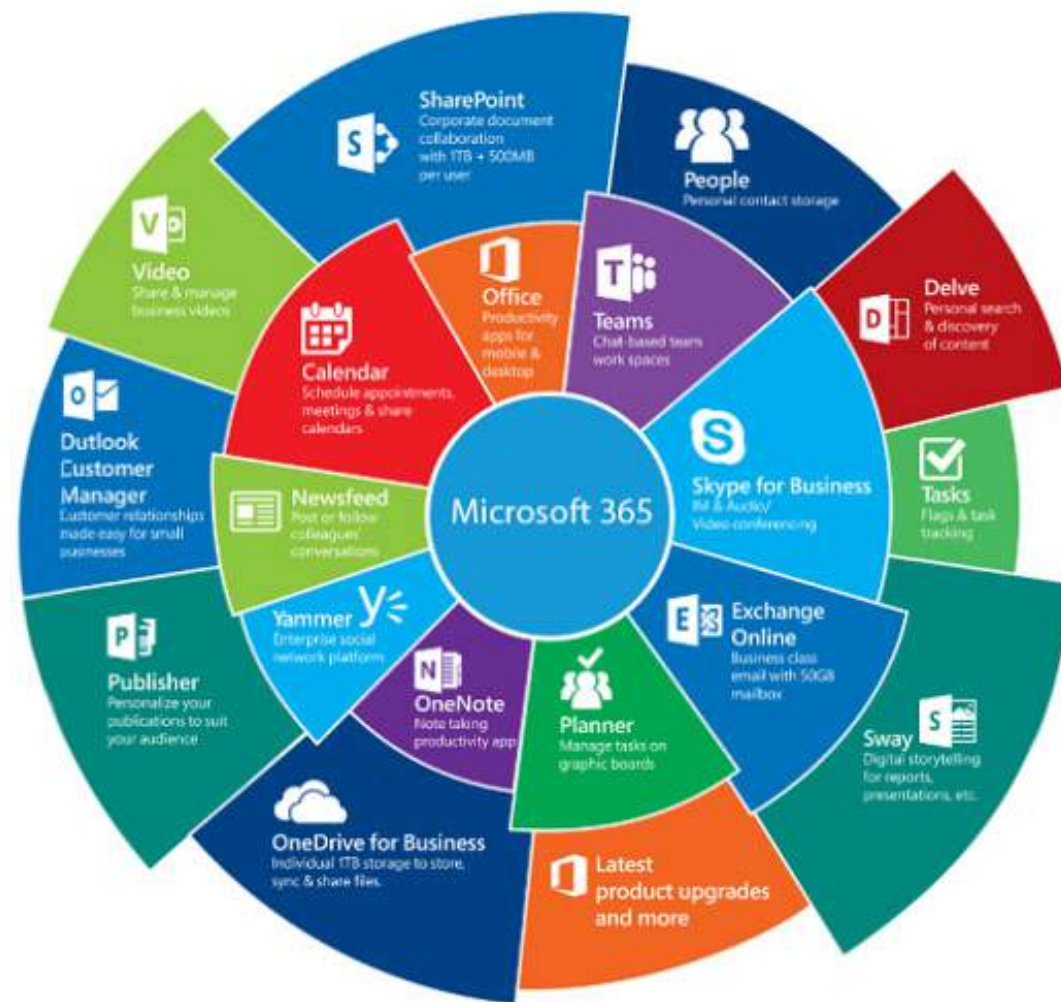 SharePoint
Corporate document
collaboration
with 1TB + 500MB
per user
People
Personal contact storage
Video
Share & manage
business videos
Office
Productivity
apps for
mobile &
desktop
Teams
Chat-based team
work spaces
Delve
Personal search
& discovery
of content
Calendar
Schedule appointments,
meetings & share
calendars
Outlook
Customer
Manager
Customer relationships
made easy for small
businesses
Newsfeed
Post or follow
colleagues'
conversations
Microsoft 365
Skype for Business
IM & Audio/
Video conferencing
Tasks
Flags & task
tracking
Yammer
Enterprise social
network platform
Exchange
Online
Business class
email with 50GB
mailbox
Publisher
Personalize your
publications to suit
your audience
OneNote
Note taking
productivity app
Planner
Manage tasks on
graphic boards
Sway
Digital storytelling
for reports,
presentations, etc.
OneDrive for Business
Individual 1TB storage to store,
sync & share files.
Latest
product upgrades
and more